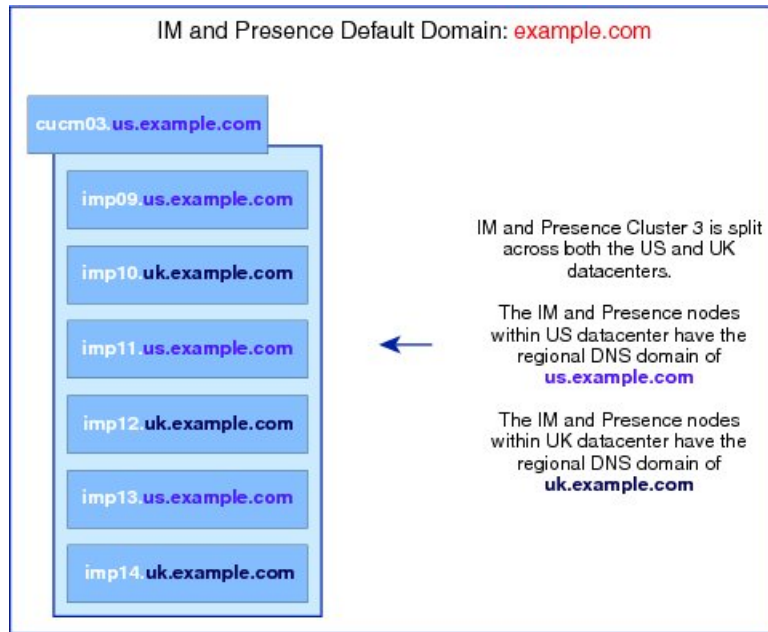 IM and Presence Default Domain: example.com
cucm03.us.example.com
imp09.us.example.com
imp10.uk.example.com
imp11.us.example.com
imp12.uk.example.com
imp13.us.example.com
imp14.uk.example.com
IM and Presence Cluster 3 is split
across both the US and UK
datacenters.
The IM and Presence nodes
within US datacenter have the
regional DNS domain of
us.example.com
The IM and Presence nodes
within UK datacenter have the
regional DNS domain of
uk.example.com